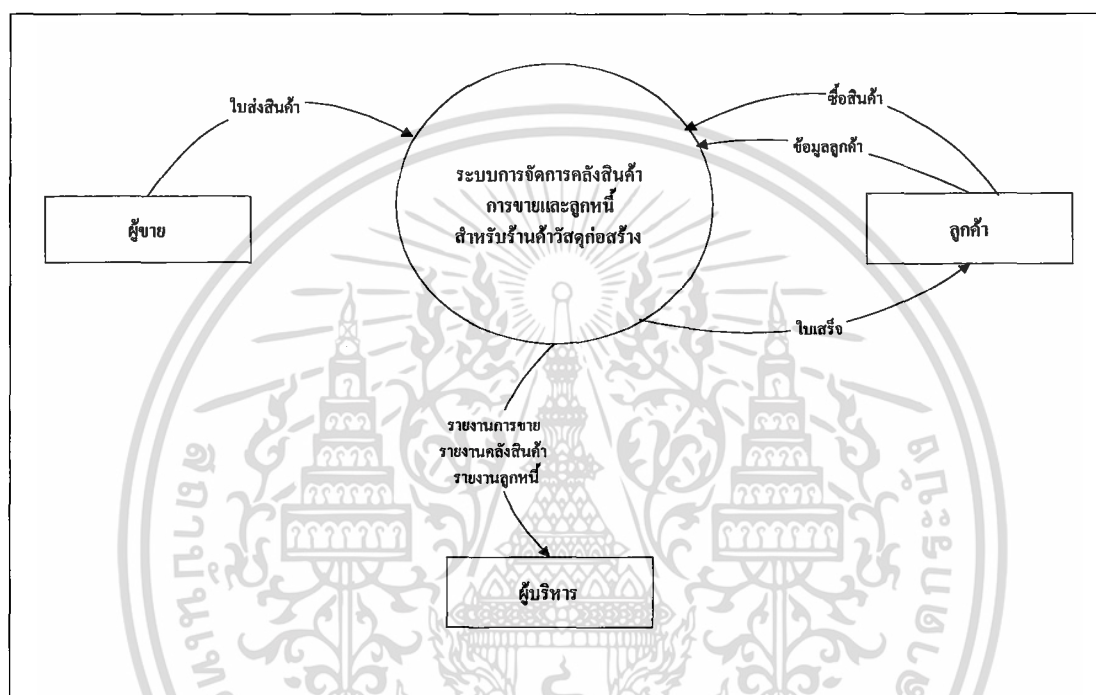 ใบส่งสินค้า
ซื้อสินค้า
ข้อมูลลูกค้า
ระบบการจัดการคลังสินค้า
การขายและลูกหนี้
สำหรับร้านค้าวัสดุก่อสร้าง
ผู้ขาย
ลูกค้า
ใบเสร็จ
รายงานการขาย
รายงานคลังสินค้า
รายงานลูกหนี้
ผู้บริหาร